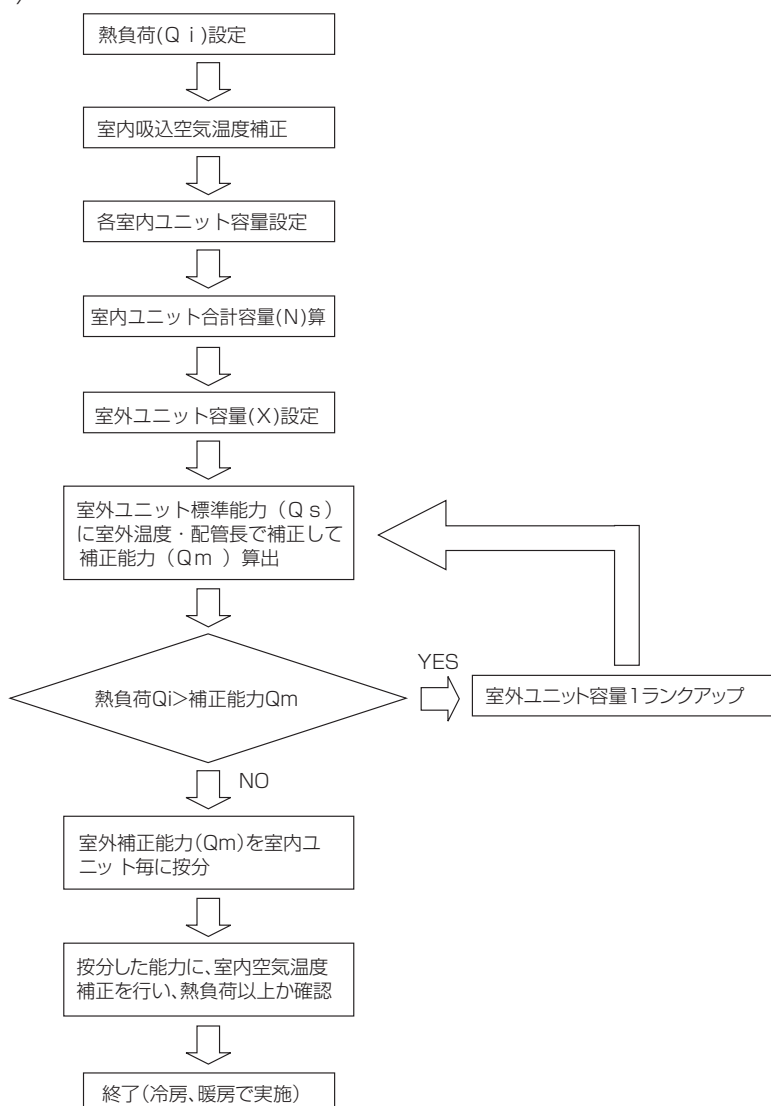 熱負荷(Qi)設定
室内吸込空気温度補正
各室内ユニット容量設定
室内ユニット合計容量(N)算
室外ユニット容量(X)設定
室外ユニット標準能力(Qs)
に室外温度・配管長で補正して
補正能力(Qm)算出
熱負荷Qi>補正能力Qm
YES
室外ユニット容量1ランクアップ
NO
室外補正能力(Qm)を室内ユ
ニット毎に按分
按分した能力に、室内空気温度
補正を行い、熱負荷以上か確認
終了(冷房、暖房で実施)